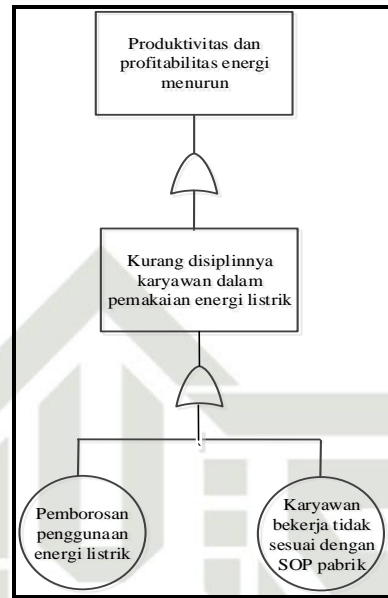 Produktivitas dan
profitabilitas energi
menurun
Kurang disiplinnya
karyawan dalam
pemakaian energi listrik
Pemborosan
penggunaan
energi listrik
Karyawan
bekerja tidak
sesuai dengan
SOP pabrik